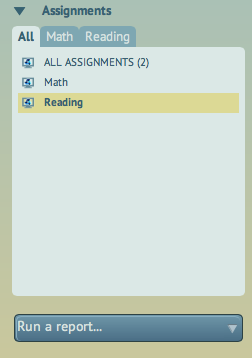 Assignments
All Math Reading
ALL ASSIGNMENTS (2)
Math
Reading
Run a report...